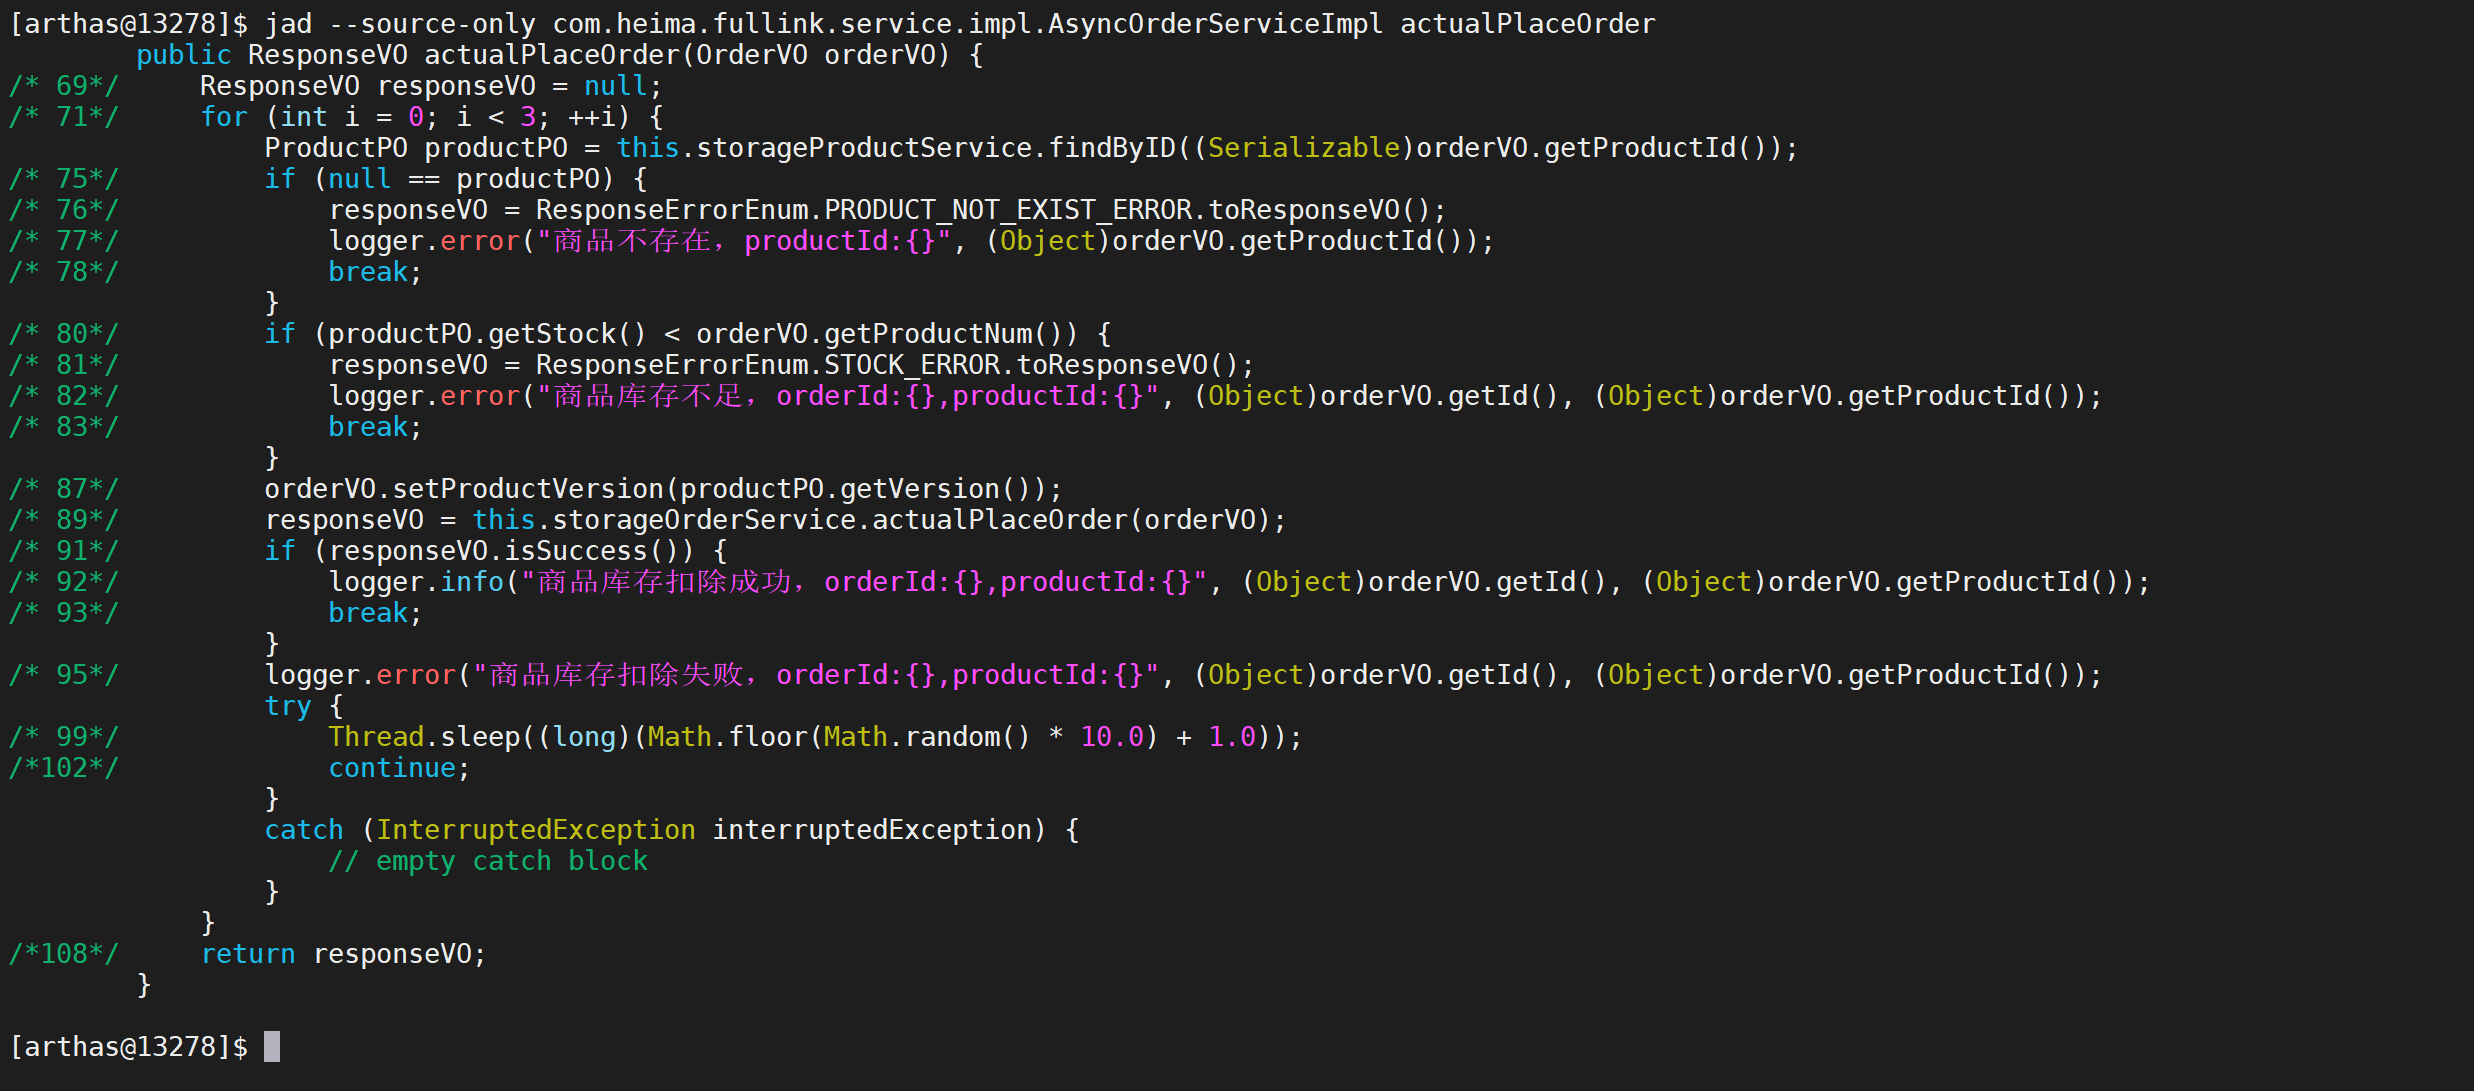 [arthas@13278]$ jad --source-only com.heima.fullink.service.impl.AsyncOrderServiceImpl actualPlaceOrder
        public ResponseVO actualPlaceOrder(OrderVO orderVO) {
/* 69*/     ResponseVO responseVO = null;
/* 71*/     for (int i = 0; i < 3; ++i) {
                ProductPO productPO = this.storageProductService.findByID((Serializable)orderVO.getProductId());
/* 75*/         if (null == productPO) {
/* 76*/             responseVO = ResponseErrorEnum.PRODUCT_NOT_EXIST_ERROR.toResponseVO();
/* 77*/             logger.error("商品不存在，productId:{}", (Object)orderVO.getProductId());
/* 78*/             break;
                }
/* 80*/         if (productPO.getStock() < orderVO.getProductNum()) {
/* 81*/             responseVO = ResponseErrorEnum.STOCK_ERROR.toResponseVO();
/* 82*/             logger.error("商品库存不足，orderId:{},productId:{}", (Object)orderVO.getId(), (Object)orderVO.getProductId());
/* 83*/             break;
                }
/* 87*/         orderVO.setProductVersion(productPO.getVersion());
/* 89*/         responseVO = this.storageOrderService.actualPlaceOrder(orderVO);
/* 91*/         if (responseVO.isSuccess()) {
/* 92*/             logger.info("商品库存扣除成功，orderId:{},productId:{}", (Object)orderVO.getId(), (Object)orderVO.getProductId());
/* 93*/             break;
                }
/* 95*/         logger.error("商品库存扣除失败，orderId:{},productId:{}", (Object)orderVO.getId(), (Object)orderVO.getProductId());
                try {
/* 99*/             Thread.sleep((long)(Math.floor(Math.random() * 10.0) + 1.0));
/*102*/             continue;
                }
                catch (InterruptedException interruptedException) {
                    // empty catch block
                }
            }
/*108*/     return responseVO;
        }
[arthas@13278]$